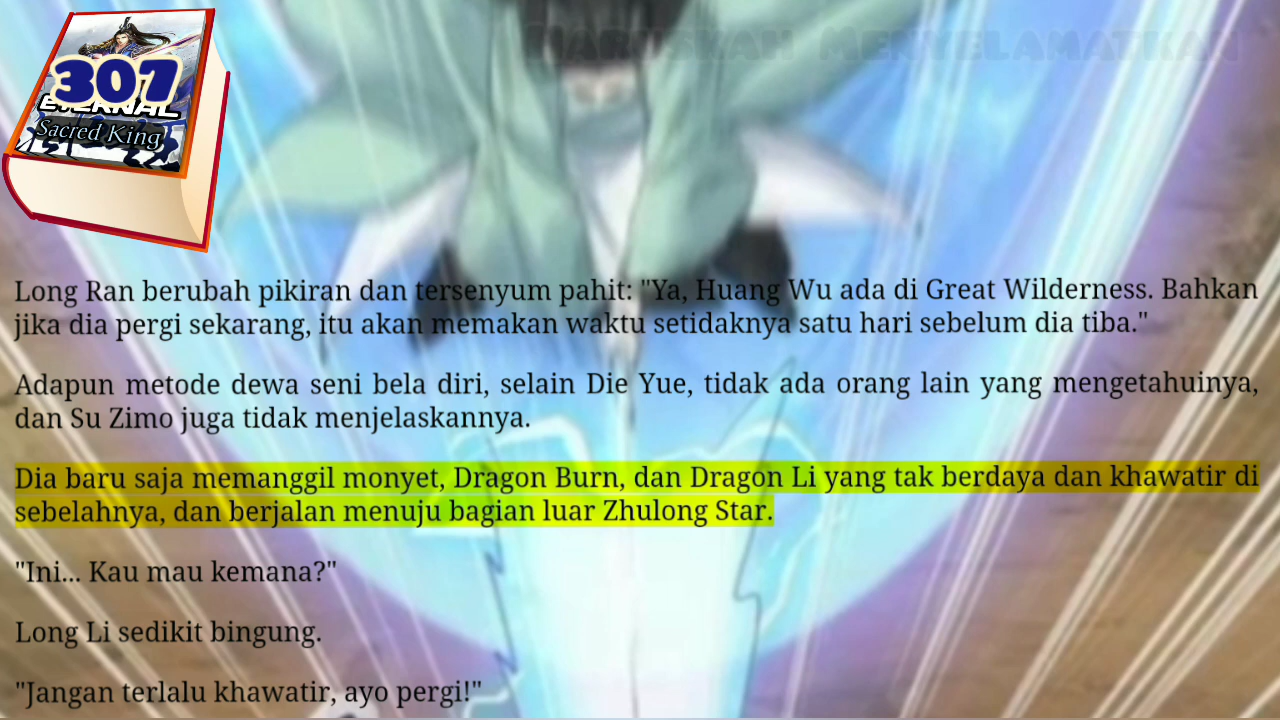 HARUSKAH MENYELAMATKAN
307
ETERNAL
Sacred King
Long Ran berubah pikiran dan tersenyum pahit: "Ya, Huang Wu ada di Great Wilderness. Bahkan
jika dia pergi sekarang, itu akan memakan waktu setidaknya satu hari sebelum dia tiba."
Adapun metode dewa seni bela diri, selain Die Yue, tidak ada orang lain yang mengetahuinya,
dan Su Zimo juga tidak menjelaskannya.
Dia baru saja memanggil monyet, Dragon Burn, dan Dragon Li yang tak berdaya dan khawatir di
sebelahnya, dan berjalan menuju bagian luar Zhulong Star.
"Ini... Kau mau kemana?"
Long Li sedikit bingung.
"Jangan terlalu khawatir, ayo pergi!"